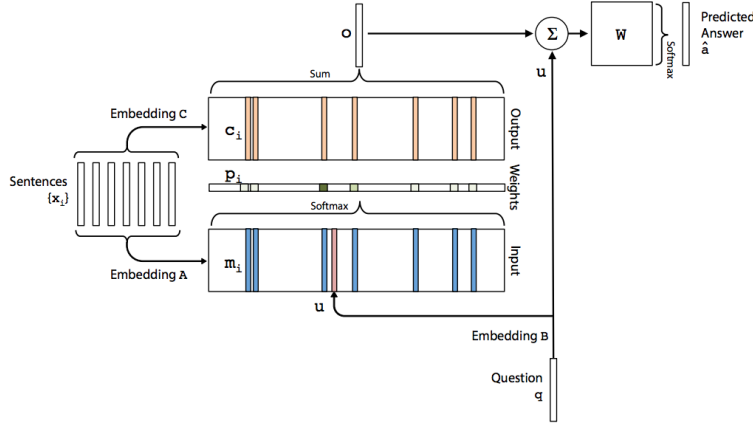 o
Σ
W
Softmax
Predicted
Answer
â
u
Sum
Embedding C
c_i
Output
Sentences
{x_i}
p_i
Weights
Softmax
Embedding A
m_i
Input
u
Embedding B
Question
q